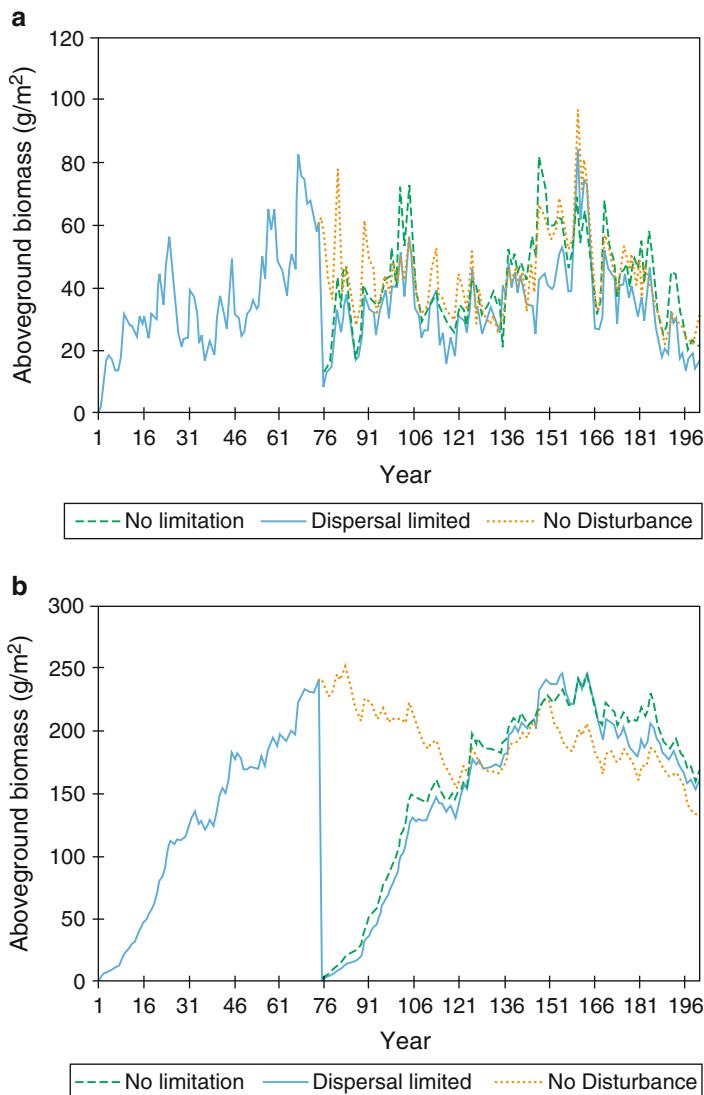 a
120
100
80
60
40
20
0
Aboveground biomass (g/m²)
1 16 31 46 61 76 91 106 121 136 151 166 181 196
Year
No limitation Dispersal limited No Disturbance
b
300
250
200
150
100
50
0
Aboveground biomass (g/m²)
1 16 31 46 61 76 91 106 121 136 151 166 181 196
Year
No limitation Dispersal limited No Disturbance